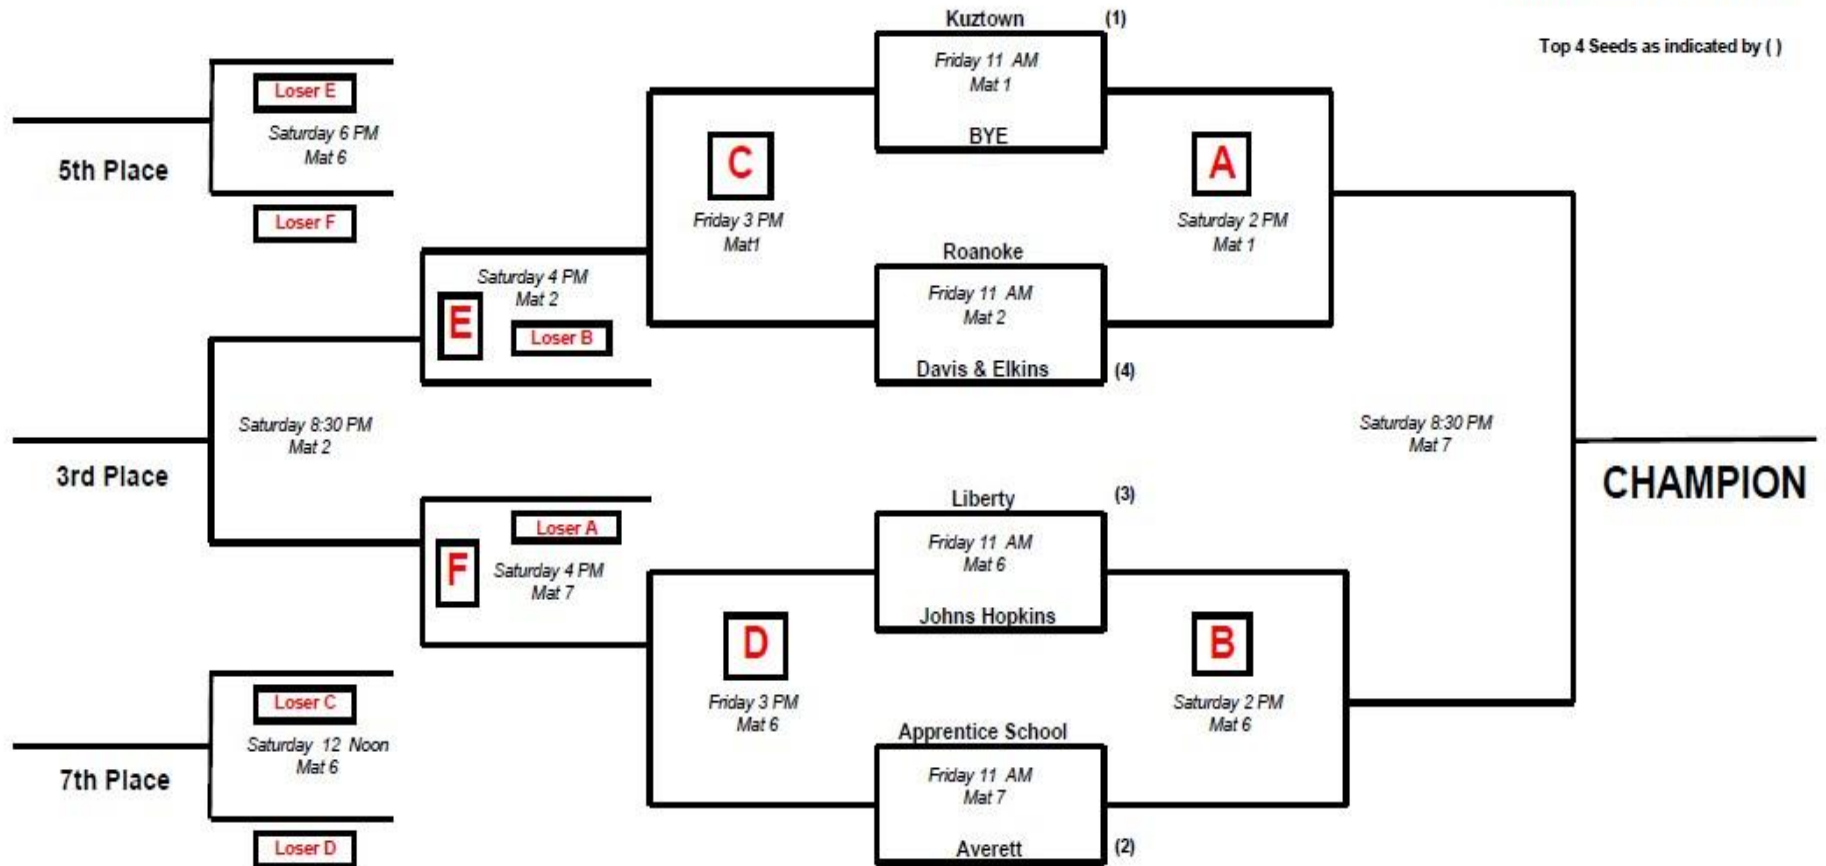 Top 4 Seeds as indicated by ( )
Kuztown (1)
Friday 11 AM
Mat 1
BYE
Loser E
Saturday 6 PM
Mat 6
5th Place
Loser F
C
Friday 3 PM
Mat1
A
Saturday 2 PM
Mat 1
Roanoke
Friday 11 AM
Mat 2
Davis & Elkins (4)
Saturday 4 PM
Mat 2
E
Loser B
Saturday 8:30 PM
Mat 2
3rd Place
Saturday 8:30 PM
Mat 7
CHAMPION
Liberty (3)
Friday 11 AM
Mat 6
Johns Hopkins
Loser A
F
Saturday 4 PM
Mat 7
D
Friday 3 PM
Mat 6
B
Saturday 2 PM
Mat 6
Apprentice School
Friday 11 AM
Mat 7
Averett (2)
Loser C
Saturday 12 Noon
Mat 6
7th Place
Loser D